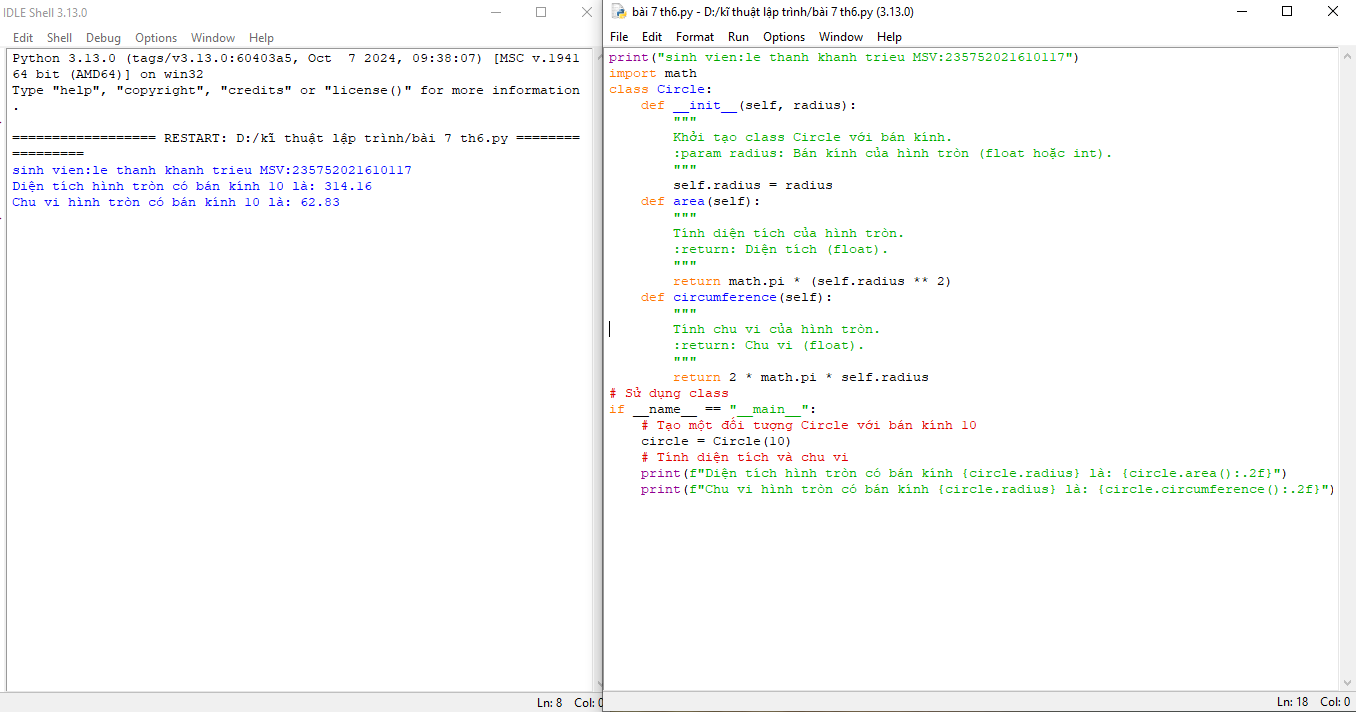 IDLE Shell 3.13.0
Edit Shell Debug Options Window Help
Python 3.13.0 (tags/v3.13.0:60403a5, Oct  7 2024, 09:38:07) [MSC v.1941
64 bit (AMD64)] on win32
Type "help", "copyright", "credits" or "license()" for more information
.
================== RESTART: D:/kĩ thuật lập trình/bài 7 th6.py ========
=========
sinh vien:le thanh khanh trieu MSV:235752021610117
Diện tích hình tròn có bán kính 10 là: 314.16
Chu vi hình tròn có bán kính 10 là: 62.83
Ln: 8 Col: 0
bài 7 th6.py - D:/kĩ thuật lập trình/bài 7 th6.py (3.13.0)
File Edit Format Run Options Window Help
print("sinh vien:le thanh khanh trieu MSV:235752021610117")
import math
class Circle:
    def __init__(self, radius):
        """
        Khởi tạo class Circle với bán kính.
        :param radius: Bán kính của hình tròn (float hoặc int).
        """
        self.radius = radius
    def area(self):
        """
        Tính diện tích của hình tròn.
        :return: Diện tích (float).
        """
        return math.pi * (self.radius ** 2)
    def circumference(self):
        """
        Tính chu vi của hình tròn.
        :return: Chu vi (float).
        """
        return 2 * math.pi * self.radius
# Sử dụng class
if __name__ == "__main__":
    # Tạo một đối tượng Circle với bán kính 10
    circle = Circle(10)
    # Tính diện tích và chu vi
    print(f"Diện tích hình tròn có bán kính {circle.radius} là: {circle.area():.2f}")
    print(f"Chu vi hình tròn có bán kính {circle.radius} là: {circle.circumference():.2f}")
Ln: 18 Col: 0